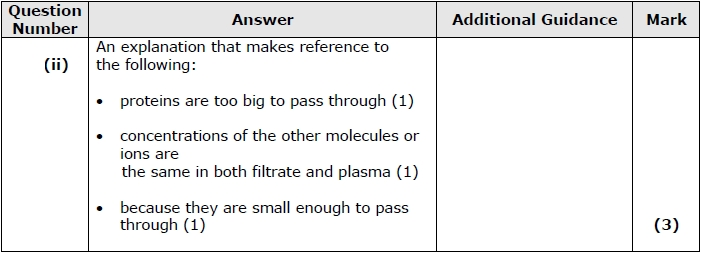 Question Number
Answer
Additional Guidance
Mark
(ii)
An explanation that makes reference to
the following:
• proteins are too big to pass through (1)
• concentrations of the other molecules or
ions are
the same in both filtrate and plasma (1)
• because they are small enough to pass
through (1)
(3)